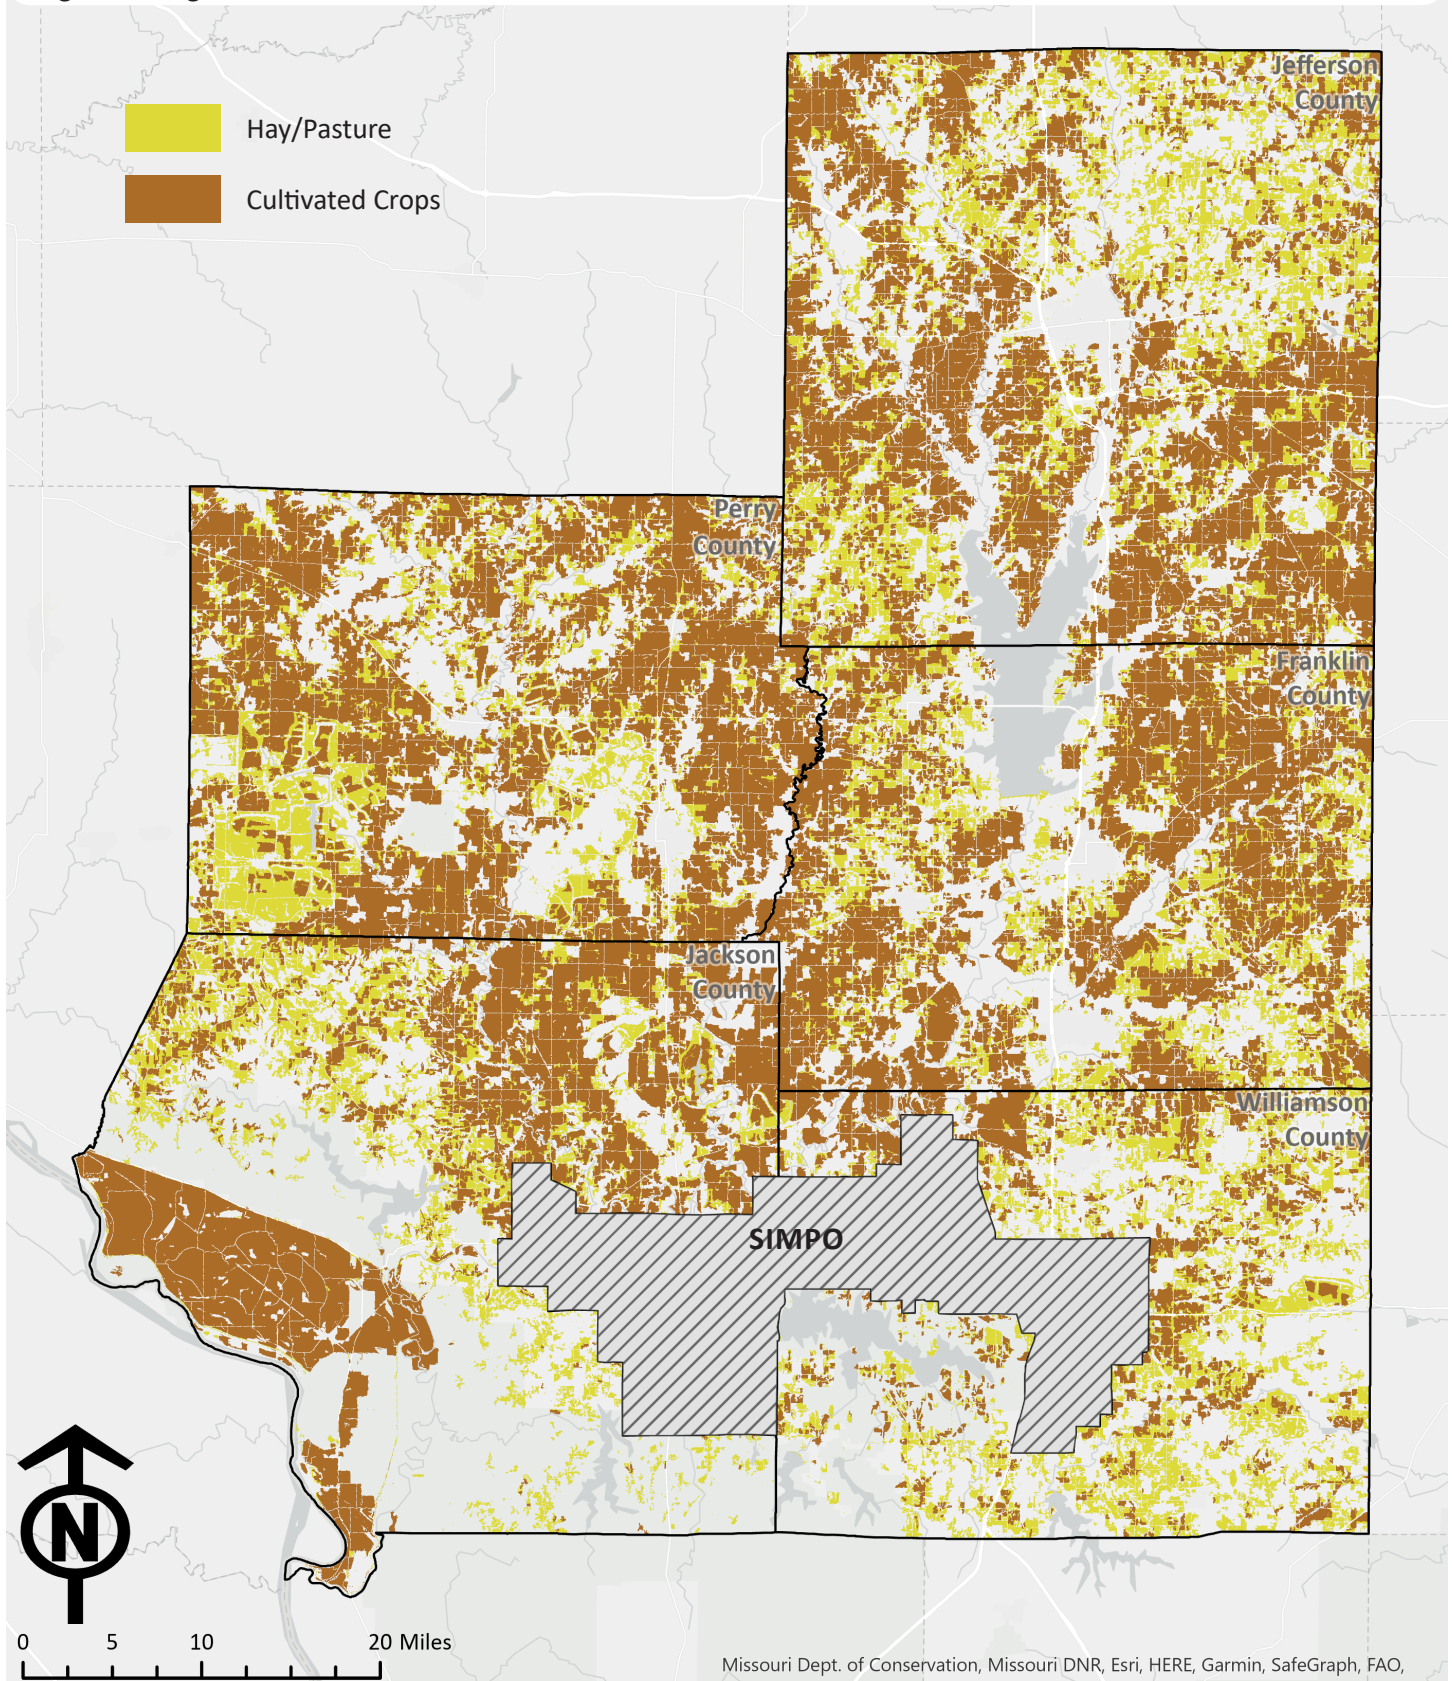 Hay/Pasture
Cultivated Crops
Jefferson
County
Perry
County
Franklin
County
Jackson
County
Williamson
County
SIMPO
N
0 5 10 20 Miles
Missouri Dept. of Conservation, Missouri DNR, Esri, HERE, Garmin, SafeGraph, FAO,